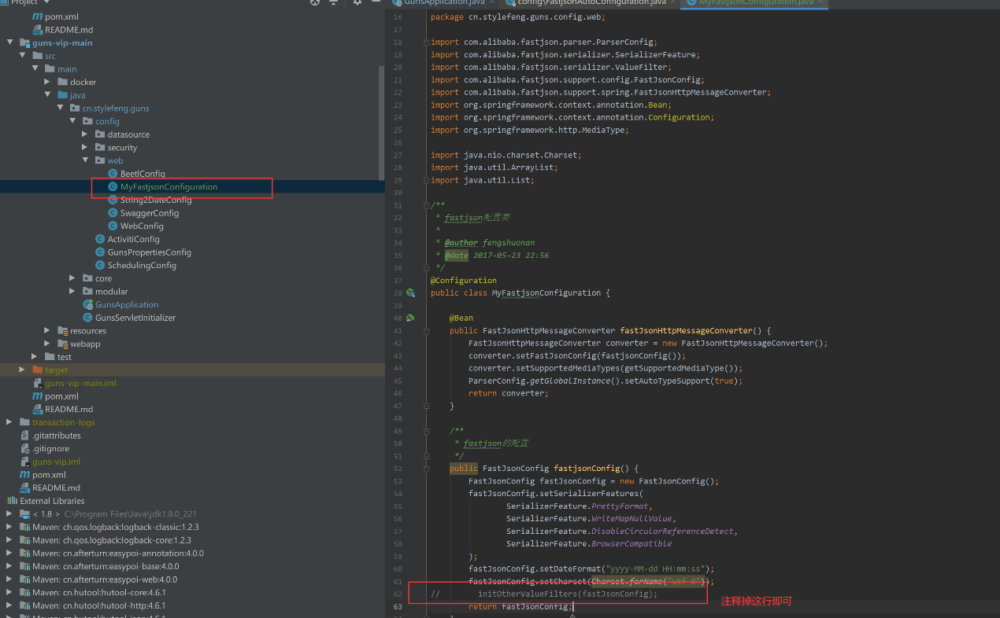 Project
pom.xml
README.md
guns-vip-main
src
main
docker
java
cn.stylefeng.guns
config
datasource
security
web
BeetlConfig
MyFastjsonConfiguration
String2DateConfig
SwaggerConfig
WebConfig
ActivitiConfig
GunsPropertiesConfig
SchedulingConfig
core
modular
GunsApplication
GunsServletInitializer
resources
webapp
test
target
guns-vip-main.iml
pom.xml
README.md
transaction-logs
.gitattributes
.gitignore
guns-vip.iml
pom.xml
README.md
External Libraries
< 1.8 > C:\Program Files\Java\jdk1.8.0_221
Maven: ch.qos.logback:logback-classic:1.2.3
Maven: ch.qos.logback:logback-core:1.2.3
Maven: cn.afterturn:easypoi-annotation:4.0.0
Maven: cn.afterturn:easypoi-base:4.0.0
Maven: cn.afterturn:easypoi-web:4.0.0
Maven: cn.hutool:hutool-core:4.6.1
Maven: cn.hutool:hutool-http:4.6.1
Maven: cn.hutool:hutool-json:4.6.1
GunsApplication.java × config\FastjsonAutoConfiguration.java × MyFastjsonConfiguration.java ×
16 package cn.stylefeng.guns.config.web;
17
18 import com.alibaba.fastjson.parser.ParserConfig;
19 import com.alibaba.fastjson.serializer.SerializerFeature;
20 import com.alibaba.fastjson.serializer.ValueFilter;
21 import com.alibaba.fastjson.support.config.FastJsonConfig;
22 import com.alibaba.fastjson.support.spring.FastJsonHttpMessageConverter;
23 import org.springframework.context.annotation.Bean;
24 import org.springframework.context.annotation.Configuration;
25 import org.springframework.http.MediaType;
26
27 import java.nio.charset.Charset;
28 import java.util.ArrayList;
29 import java.util.List;
30
31 /**
32 * fastjson配置类
33 *
34 * @author fengshuonan
35 * @date 2017-05-23 22:56
36 */
37 @Configuration
38 public class MyFastjsonConfiguration {
39
40 @Bean
41 public FastJsonHttpMessageConverter fastJsonHttpMessageConverter() {
42 FastJsonHttpMessageConverter converter = new FastJsonHttpMessageConverter();
43 converter.setFastJsonConfig(fastjsonConfig());
44 converter.setSupportedMediaTypes(getSupportedMediaType());
45 ParserConfig.getGlobalInstance().setAutoTypeSupport(true);
46 return converter;
47 }
48
49 /**
50 * fastjson的配置
51 */
52 public FastJsonConfig fastjsonConfig() {
53 FastJsonConfig fastJsonConfig = new FastJsonConfig();
54 fastJsonConfig.setSerializerFeatures(
55 SerializerFeature.PrettyFormat,
56 SerializerFeature.WriteMapNullValue,
57 SerializerFeature.DisableCircularReferenceDetect,
58 SerializerFeature.BrowserCompatible
59 );
60 fastJsonConfig.setDateFormat("yyyy-MM-dd HH:mm:ss");
61 fastJsonConfig.setCharset(Charset.forName("utf-8"));
62 // initOtherValueFilters(fastJsonConfig);
63 return fastJsonConfig;
注释掉这行即可